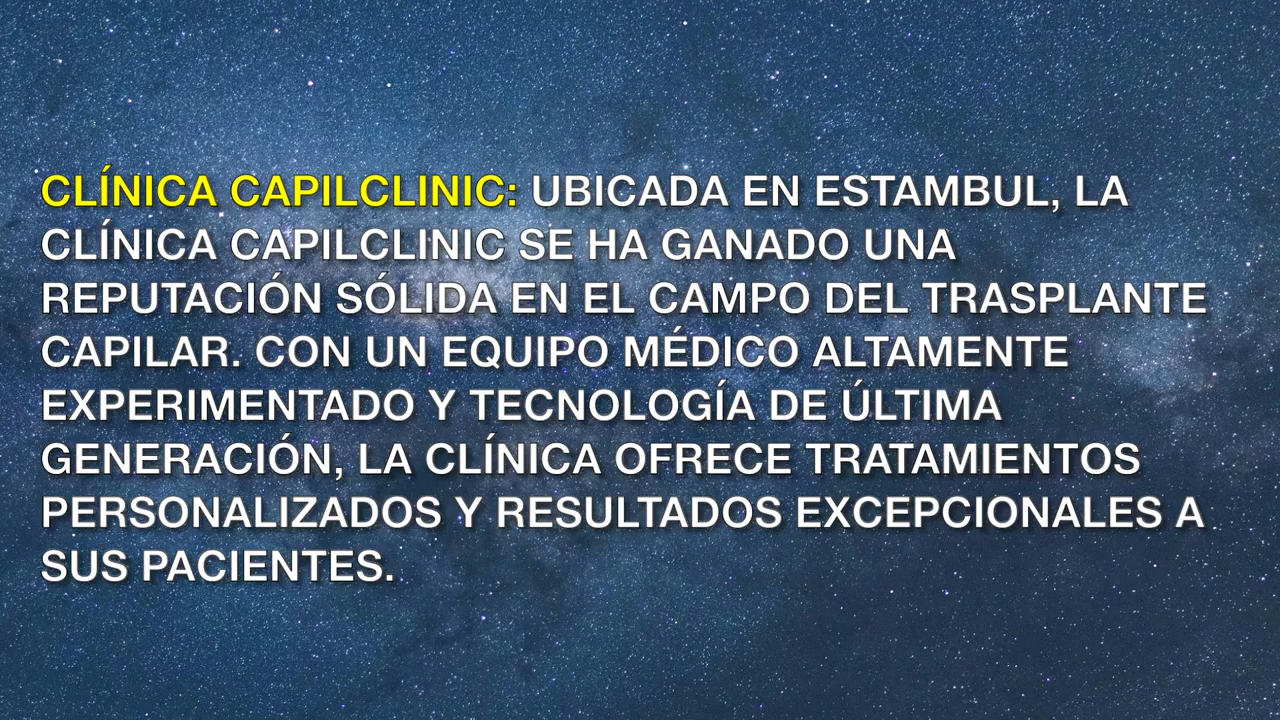 CLÍNICA CAPILCLINIC: UBICADA EN ESTAMBUL, LA
CLÍNICA CAPILCLINIC SE HA GANADO UNA
REPUTACIÓN SÓLIDA EN EL CAMPO DEL TRASPLANTE
CAPILAR. CON UN EQUIPO MÉDICO ALTAMENTE
EXPERIMENTADO Y TECNOLOGÍA DE ÚLTIMA
GENERACIÓN, LA CLÍNICA OFRECE TRATAMIENTOS
PERSONALIZADOS Y RESULTADOS EXCEPCIONALES A
SUS PACIENTES.